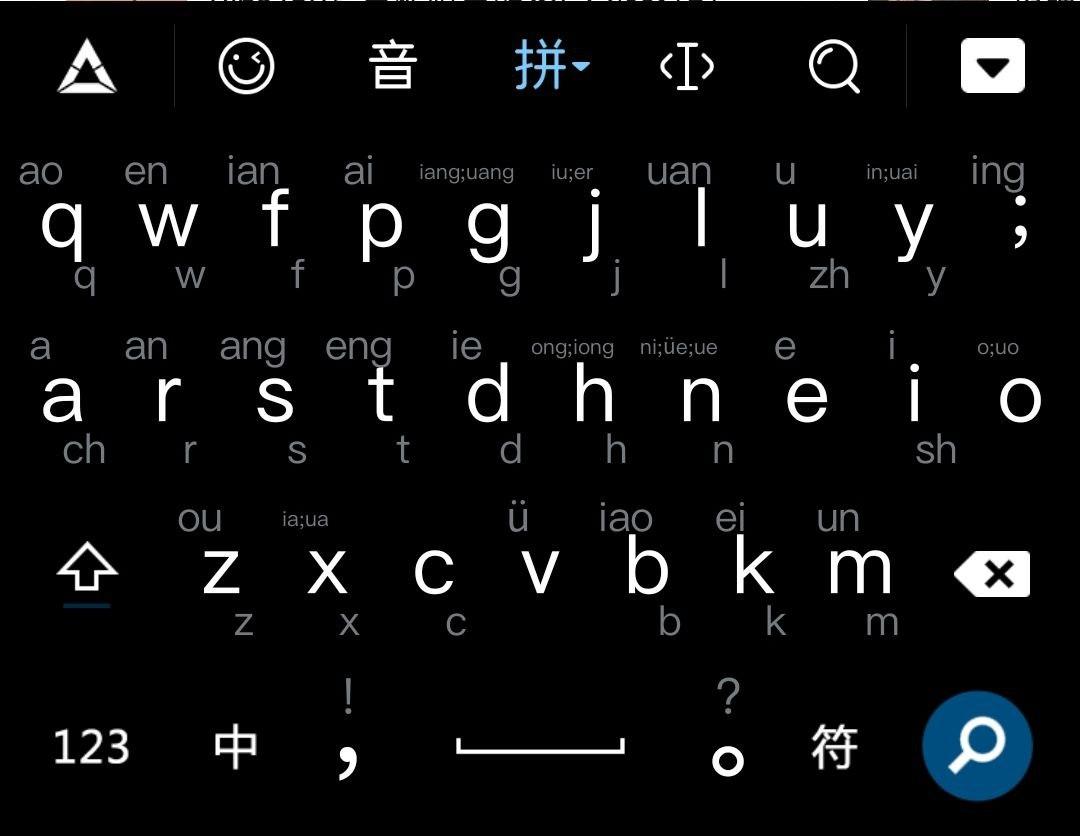 音 拼
ao en ian ai iang;uang iu;er uan u in;uai ing
q w f p g j l u y ;
q w f p g j l zh y
a an ang eng ie ong;iong ni;üe;ue e i o;uo
a r s t d h n e i o
ch r s t d h n sh
ou ia;ua ü iao ei un
z x c v b k m
z x c b k m
! ?
123 中 , 。 符